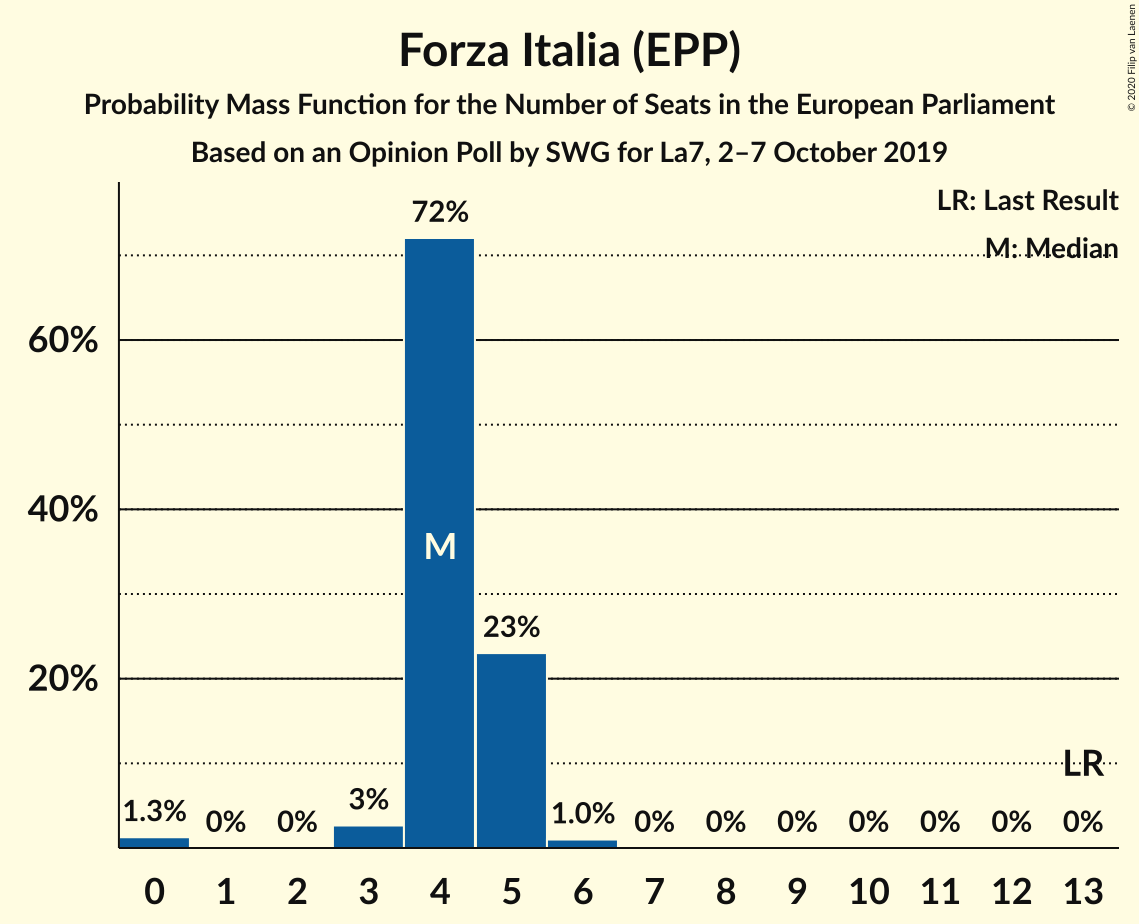 Forza Italia (EPP)
Probability Mass Function for the Number of Seats in the European Parliament
Based on an Opinion Poll by SWG for La7, 2–7 October 2019
© 2020 Filip van Laenen
LR: Last Result
M: Median
72%
60%
40%
M
23%
20%
LR
1.3% 0% 0% 3% 1.0% 0% 0% 0% 0% 0% 0% 0%
0 1 2 3 4 5 6 7 8 9 10 11 12 13